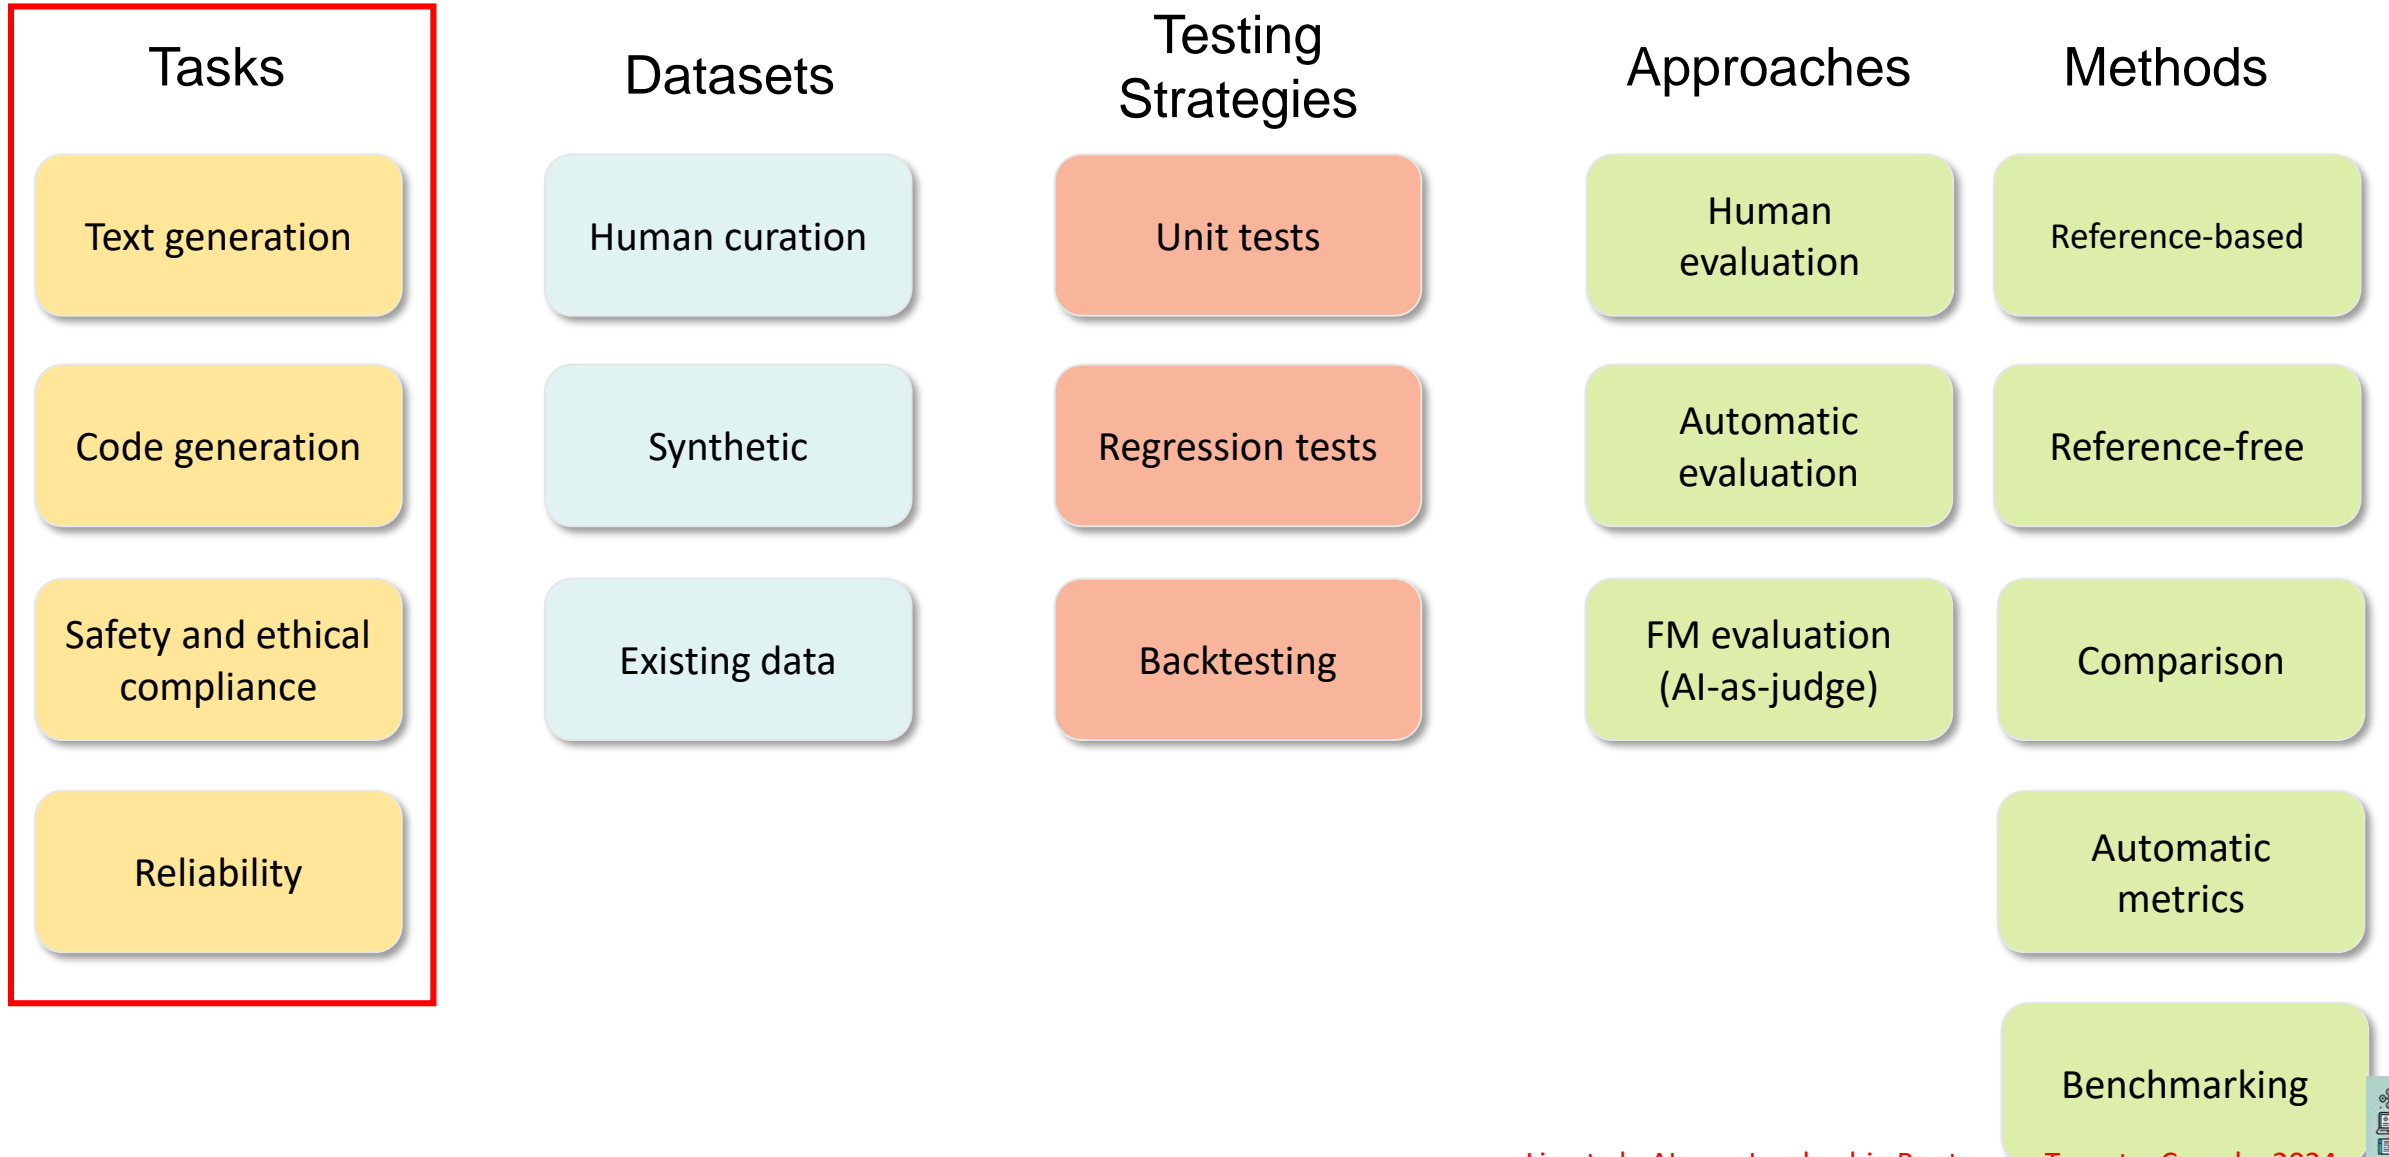 Tasks
Text generation
Code generation
Safety and ethical
compliance
Reliability
Datasets
Human curation
Synthetic
Existing data
Testing
Strategies
Unit tests
Regression tests
Backtesting
Approaches
Human
evaluation
Automatic
evaluation
FM evaluation
(AI-as-judge)
Methods
Reference-based
Reference-free
Comparison
Automatic
metrics
Benchmarking